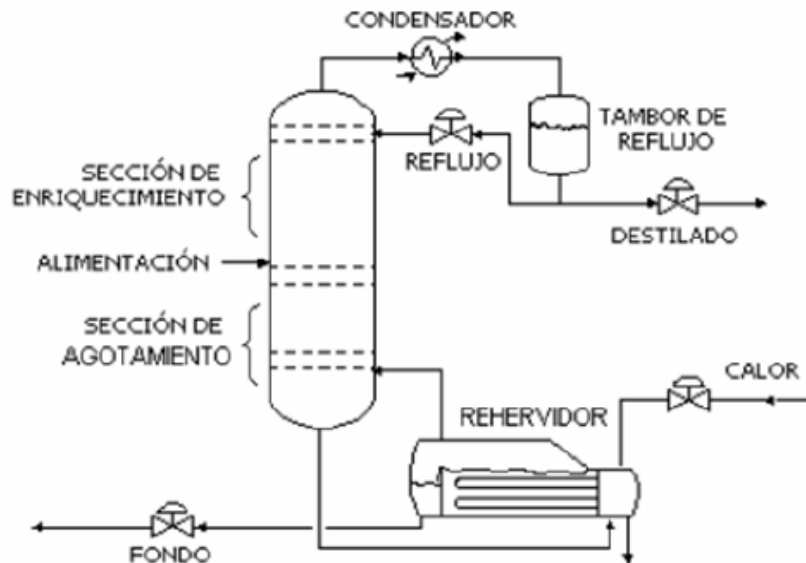 CONDENSADOR
TAMBOR DE
REFLUJO
REFLUJO
SECCIÓN DE
ENRIQUECIMIENTO
DESTILADO
ALIMENTACIÓN
SECCIÓN DE
AGOTAMIENTO
CALOR
REHERVIDOR
FONDO